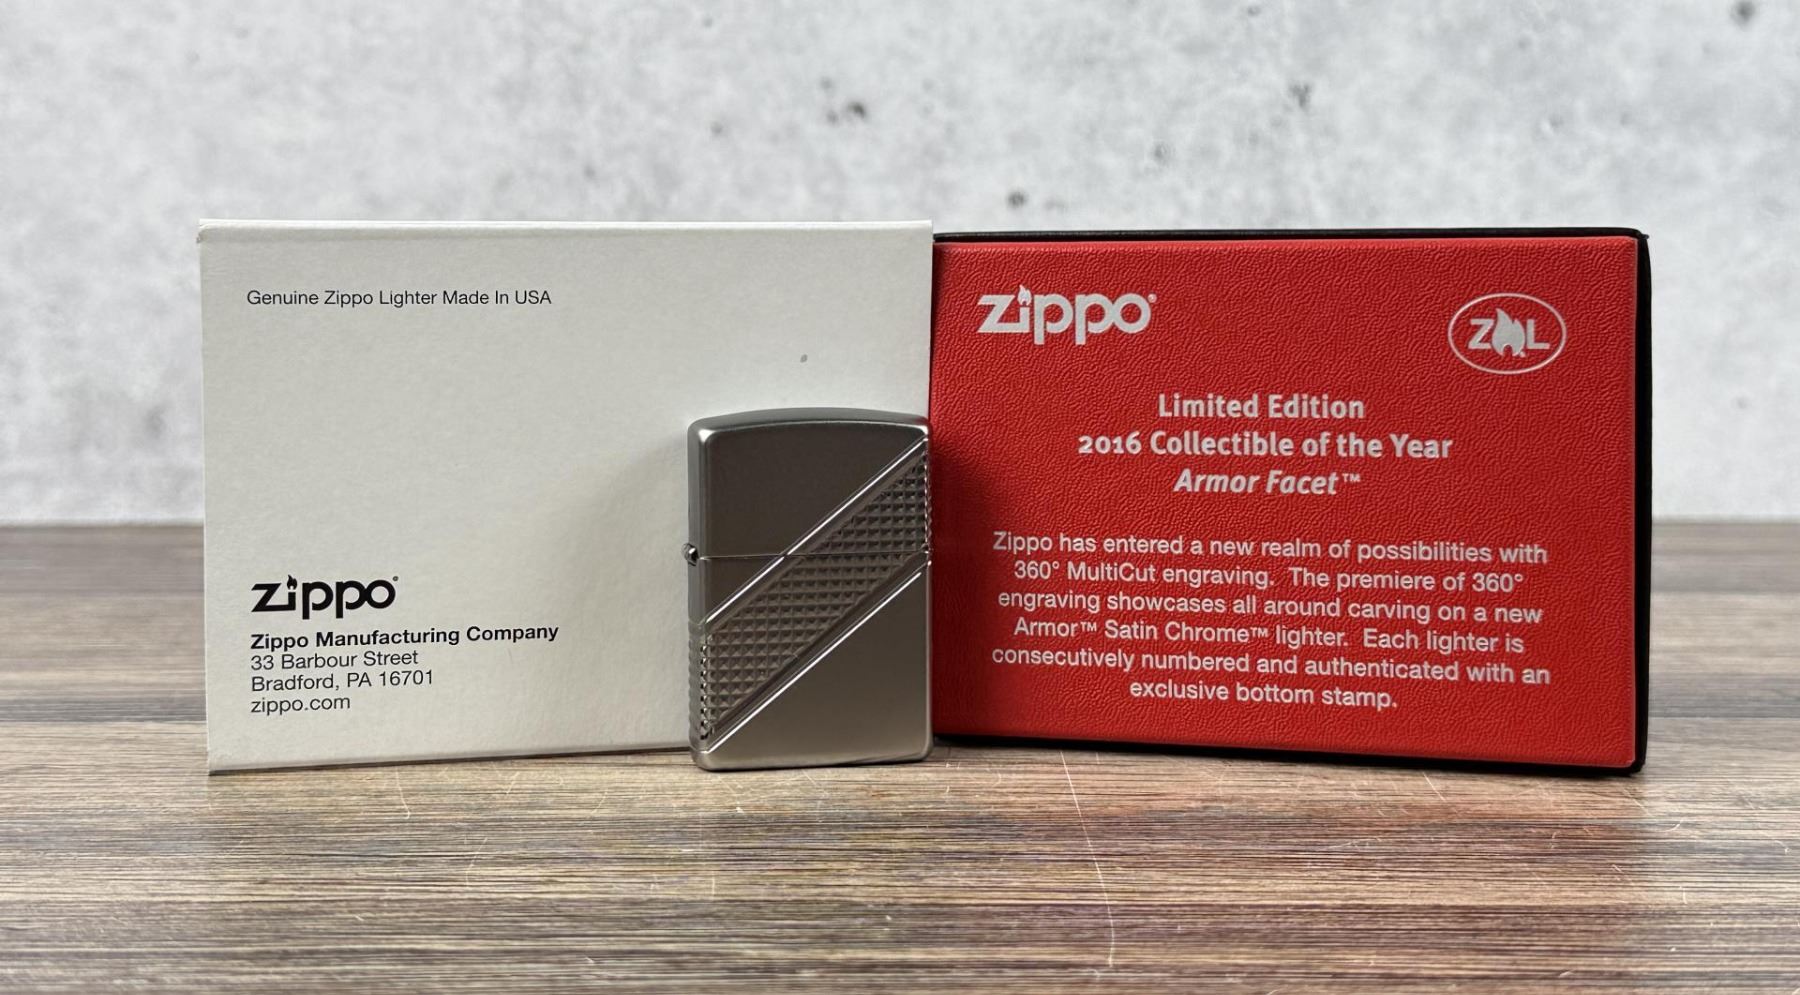 Genuine Zippo Lighter Made In USA
zippo
Zippo Manufacturing Company
33 Barbour Street
Bradford, PA 16701
zippo.com
zippo®
ZL
Limited Edition
2016 Collectible of the Year
Armor Facet™
Zippo has entered a new realm of possibilities with
360° MultiCut engraving. The premiere of 360°
engraving showcases all around carving on a new
Armor™ Satin Chrome™ lighter. Each lighter is
consecutively numbered and authenticated with an
exclusive bottom stamp.